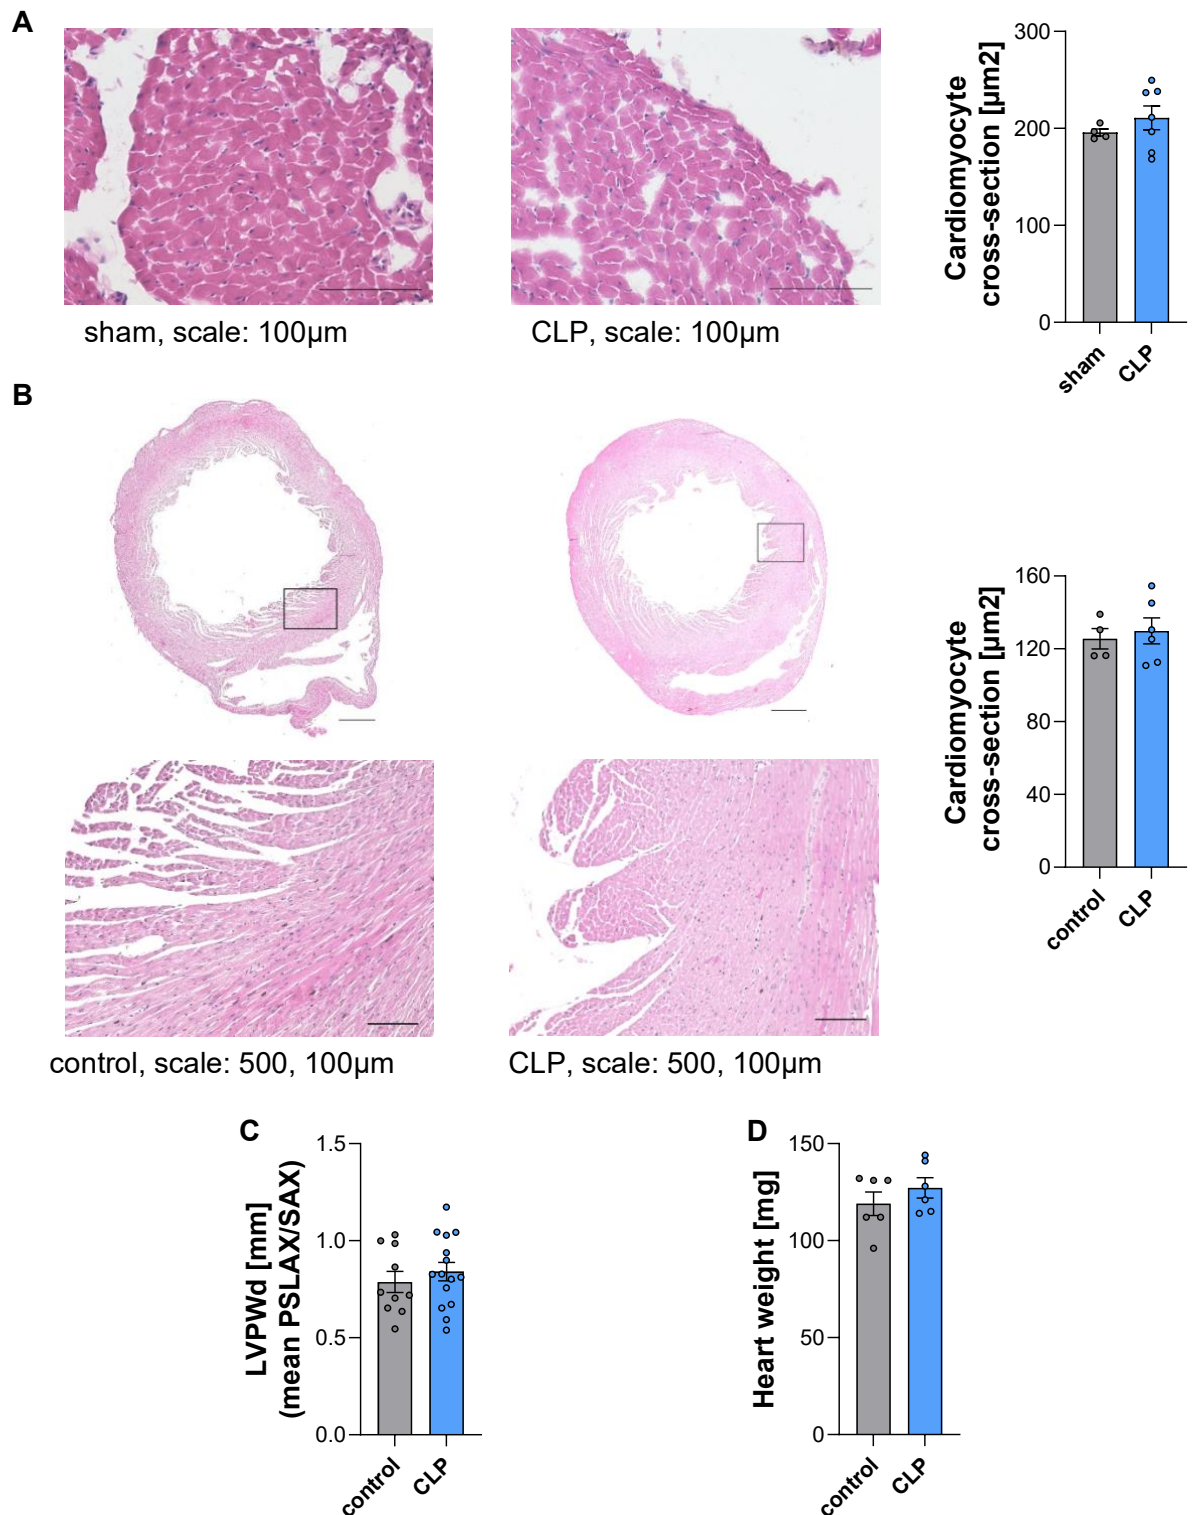 A
sham, scale: 100µm
CLP, scale: 100µm
Cardiomyocyte
cross-section [µm2]
300
200
100
0
sham
CLP
B
control, scale: 500, 100µm
CLP, scale: 500, 100µm
Cardiomyocyte
cross-section [µm2]
160
120
80
40
0
control
CLP
C
LVPWd [mm]
(mean PSLAX/SAX)
1.5
1.0
0.5
0.0
control
CLP
D
Heart weight [mg]
150
100
50
0
control
CLP